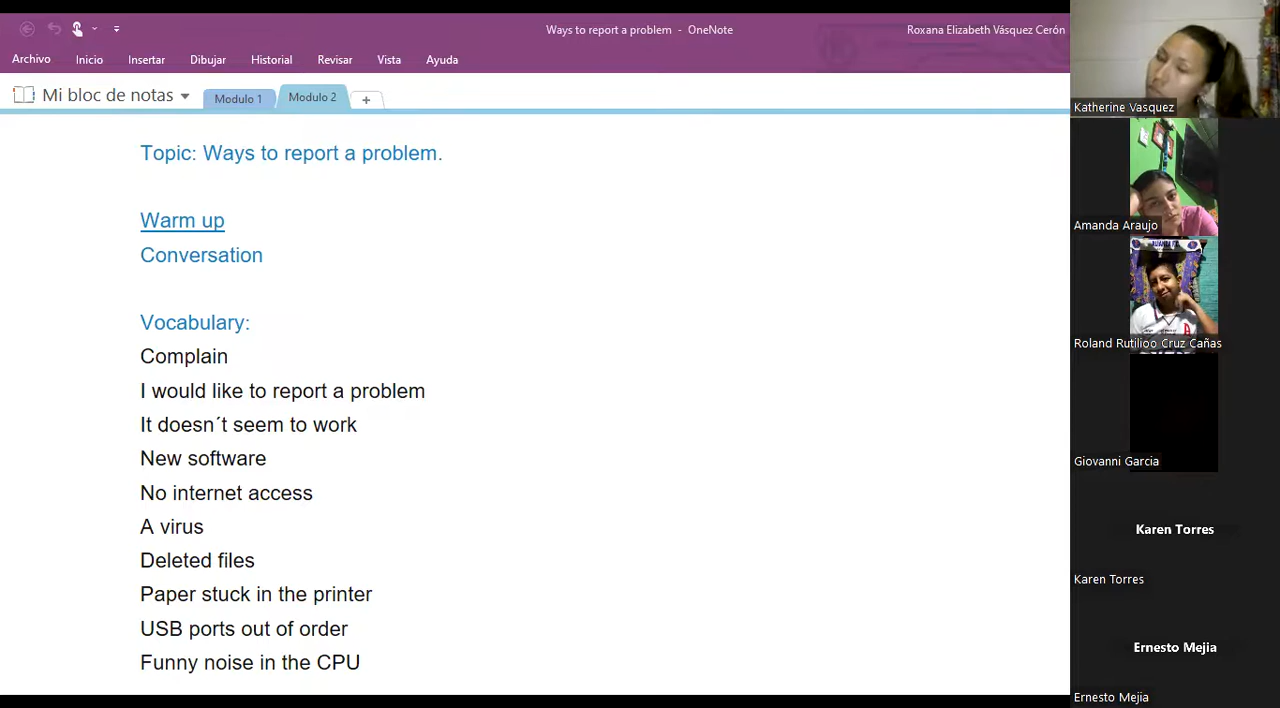 Ways to report a problem - OneNote
Roxana Elizabeth Vásquez Cerón
Archivo Inicio Insertar Dibujar Historial Revisar Vista Ayuda
Mi bloc de notas Modulo 1 Modulo 2 +
Topic: Ways to report a problem.
Warm up
Conversation
Vocabulary:
Complain
I would like to report a problem
It doesn´t seem to work
New software
No internet access
A virus
Deleted files
Paper stuck in the printer
USB ports out of order
Funny noise in the CPU
Katherine Vasquez
Amanda Araujo
Roland Rutilioo Cruz Cañas
Giovanni Garcia
Karen Torres
Karen Torres
Ernesto Mejia
Ernesto Mejia